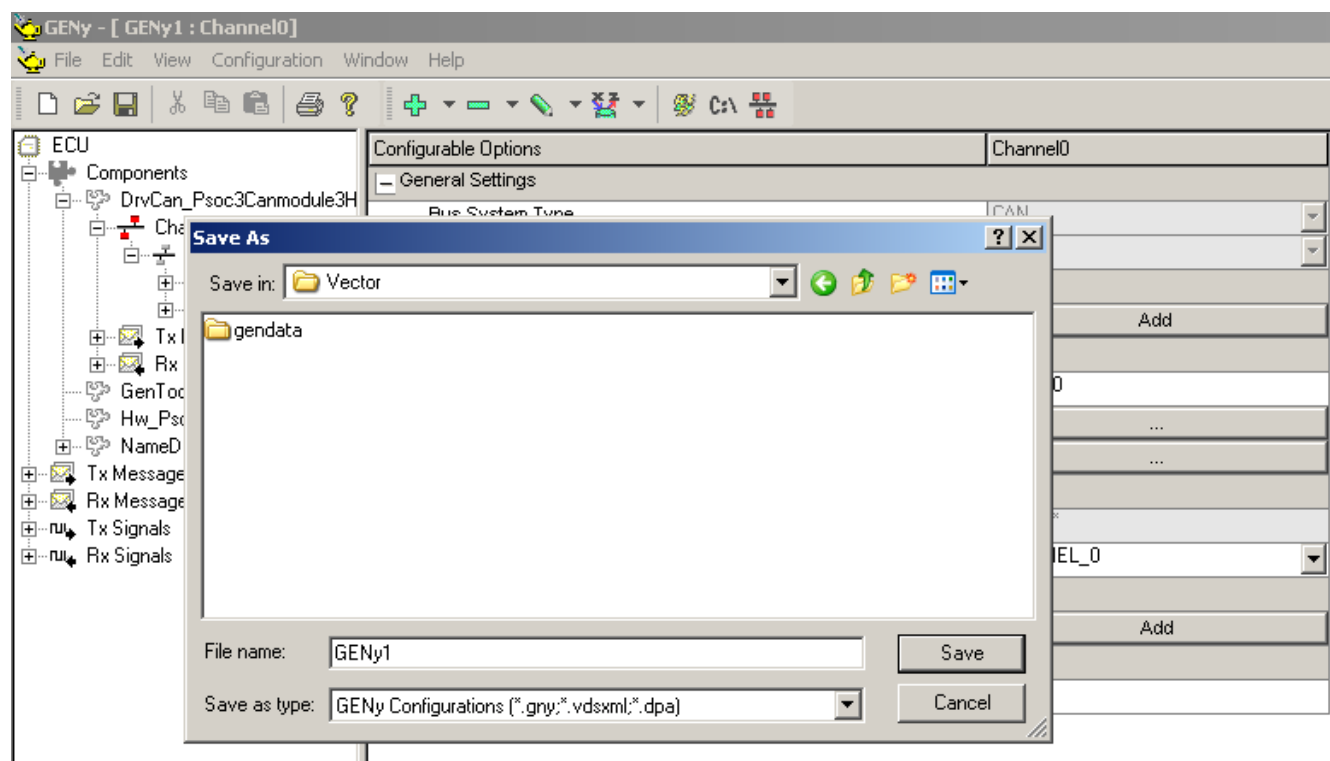 GENy - [ GENy1 : Channel0]
File Edit View Configuration Window Help
C:\
ECU
Components
DrvCan_Psoc3Canmodule3H
Cha
Tx
Rx
GenToo
Hw_Pso
NameD
Tx Message
Rx Message
Tx Signals
Rx Signals
Configurable Options Channel0
General Settings
Bus System Type CAN
Add
0
...
...
*
IEL_0
Add
Save As
Save in: Vector
gendata
File name: GENy1 Save
Save as type: GENy Configurations (*.gny;*.vdsxml;*.dpa) Cancel